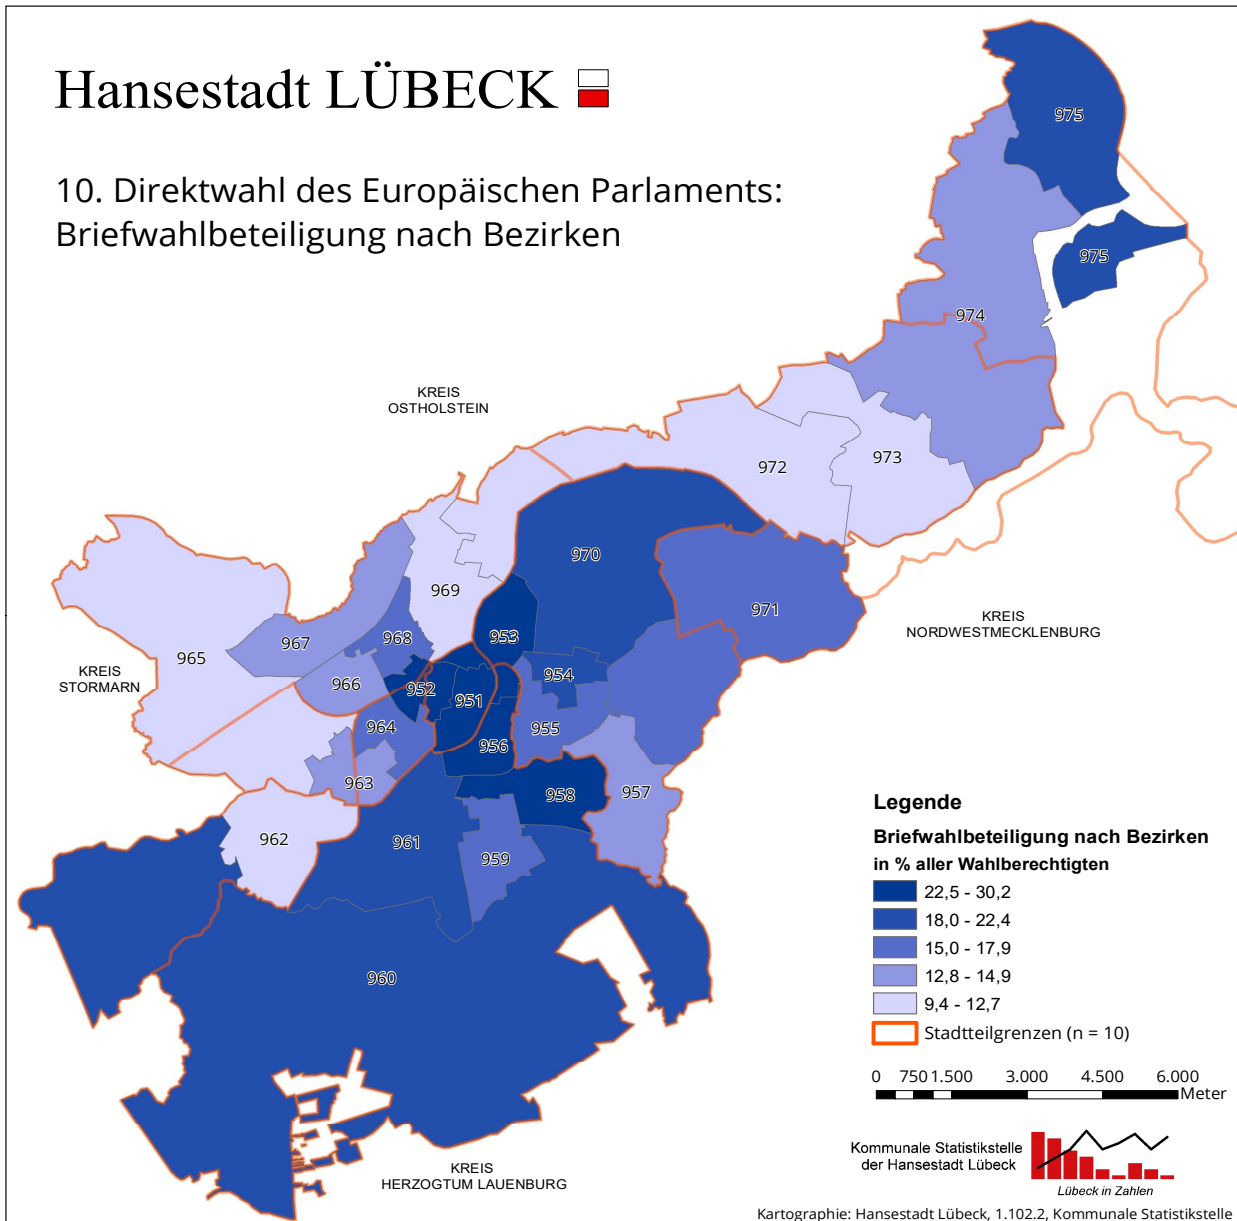 Hansestadt LÜBECK
10. Direktwahl des Europäischen Parlaments:
Briefwahlbeteiligung nach Bezirken
975
975
974
KREIS
OSTHOLSTEIN
972
973
970
969
971
KREIS
NORDWESTMECKLENBURG
953
968
967
965
KREIS
STORMARN
966
952
951
954
964
955
956
963
957
958
962
961
959
960
KREIS
HERZOGTUM LAUENBURG
Legende
Briefwahlbeteiligung nach Bezirken
in % aller Wahlberechtigten
22,5 - 30,2
18,0 - 22,4
15,0 - 17,9
12,8 - 14,9
9,4 - 12,7
Stadtteilgrenzen (n = 10)
0 750 1.500 3.000 4.500 6.000
Meter
Kommunale Statistikstelle
der Hansestadt Lübeck
Lübeck in Zahlen
Kartographie: Hansestadt Lübeck, 1.102.2, Kommunale Statistikstelle